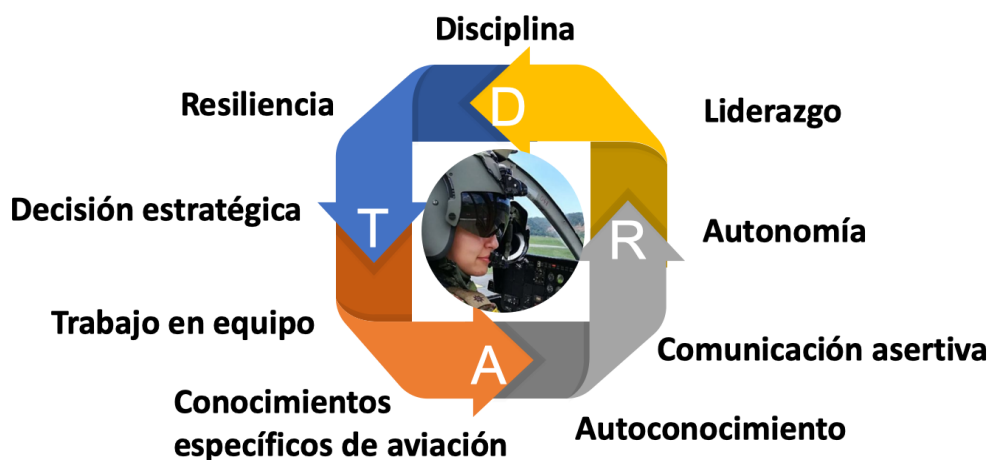 Disciplina
Resiliencia
D
Liderazgo
Decisión estratégica
T
R
Autonomía
Trabajo en equipo
A
Comunicación asertiva
Conocimientos
específicos de aviación
Autoconocimiento